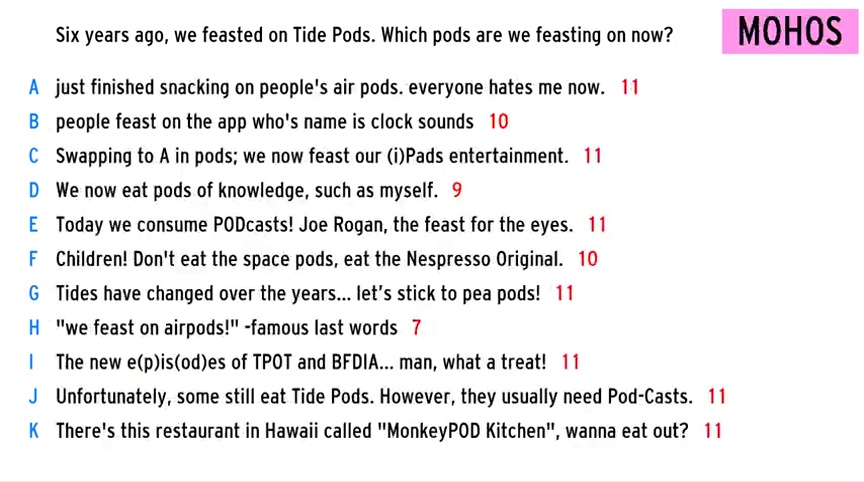 Six years ago, we feasted on Tide Pods. Which pods are we feasting on now?
MOHOS
A just finished snacking on people's air pods. everyone hates me now. 11
B people feast on the app who's name is clock sounds 10
C Swapping to A in pods; we now feast our (i)Pads entertainment. 11
D We now eat pods of knowledge, such as myself. 9
E Today we consume PODcasts! Joe Rogan, the feast for the eyes. 11
F Children! Don't eat the space pods, eat the Nespresso Original. 10
G Tides have changed over the years... let’s stick to pea pods! 11
H "we feast on airpods!" -famous last words 7
I The new e(p)is(od)es of TPOT and BFDIA... man, what a treat! 11
J Unfortunately, some still eat Tide Pods. However, they usually need Pod-Casts. 11
K There's this restaurant in Hawaii called "MonkeyPOD Kitchen", wanna eat out? 11